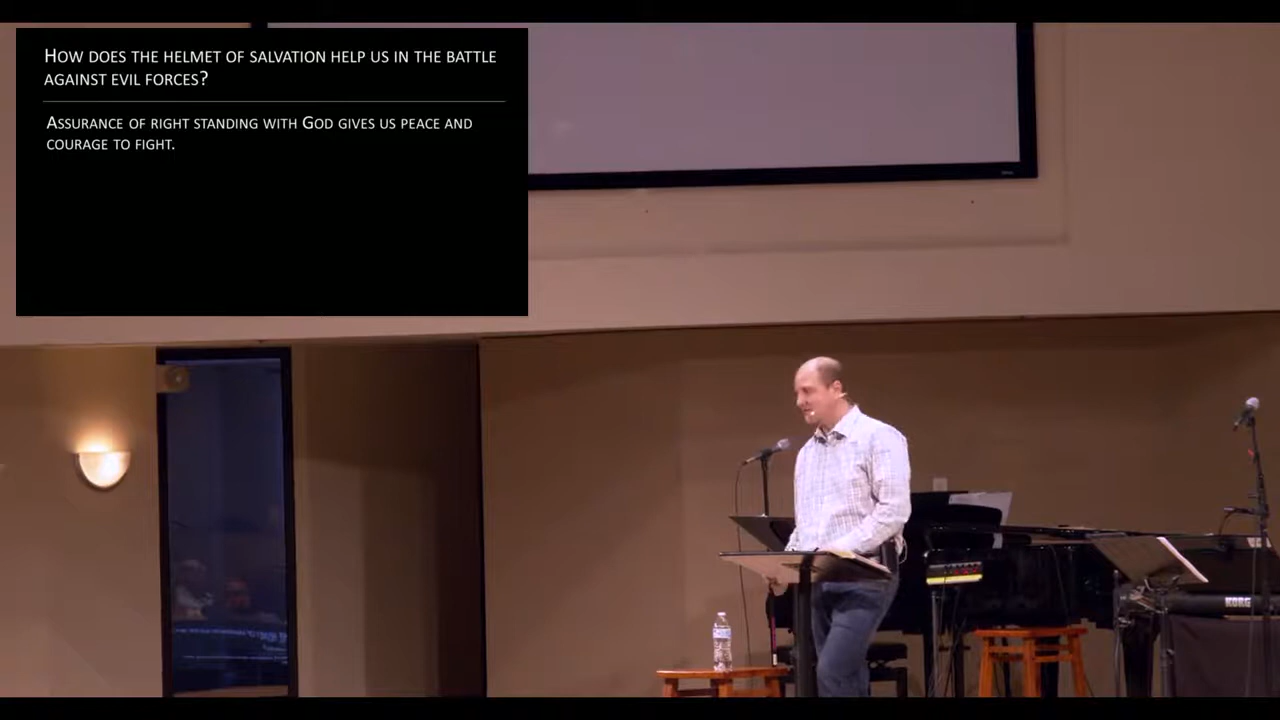 How does the helmet of salvation help us in the battle
against evil forces?
Assurance of right standing with God gives us peace and
courage to fight.
KORG